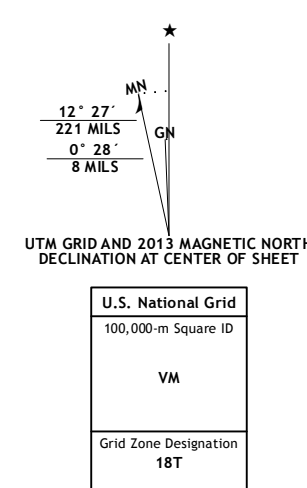 ★
MN
GN
12° 27´
221 MILS
0° 28´
8 MILS
UTM GRID AND 2013 MAGNETIC NORTH
DECLINATION AT CENTER OF SHEET
U.S. National Grid
100,000-m Square ID
VM
Grid Zone Designation
18T